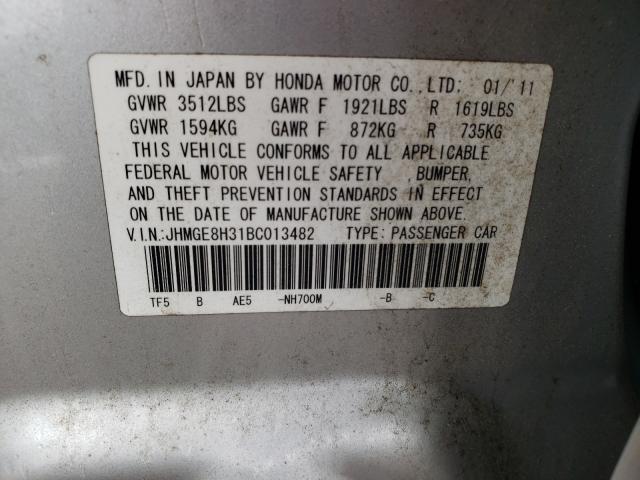 MFD. IN JAPAN BY HONDA MOTOR CO.,LTD: 01/'11
GVWR 3512LBS GAWR F 1921LBS R 1619LBS
GVWR 1594KG GAWR F 872KG R 735KG
THIS VEHICLE CONFORMS TO ALL APPLICABLE
FEDERAL MOTOR VEHICLE SAFETY ,BUMPER,
AND THEFT PREVENTION STANDARDS IN EFFECT
ON THE DATE OF MANUFACTURE SHOWN ABOVE.
V.I.N.:JHMGE8H31BC013482 TYPE: PASSENGER CAR
TF5 B AE5 -NH700M -B -C